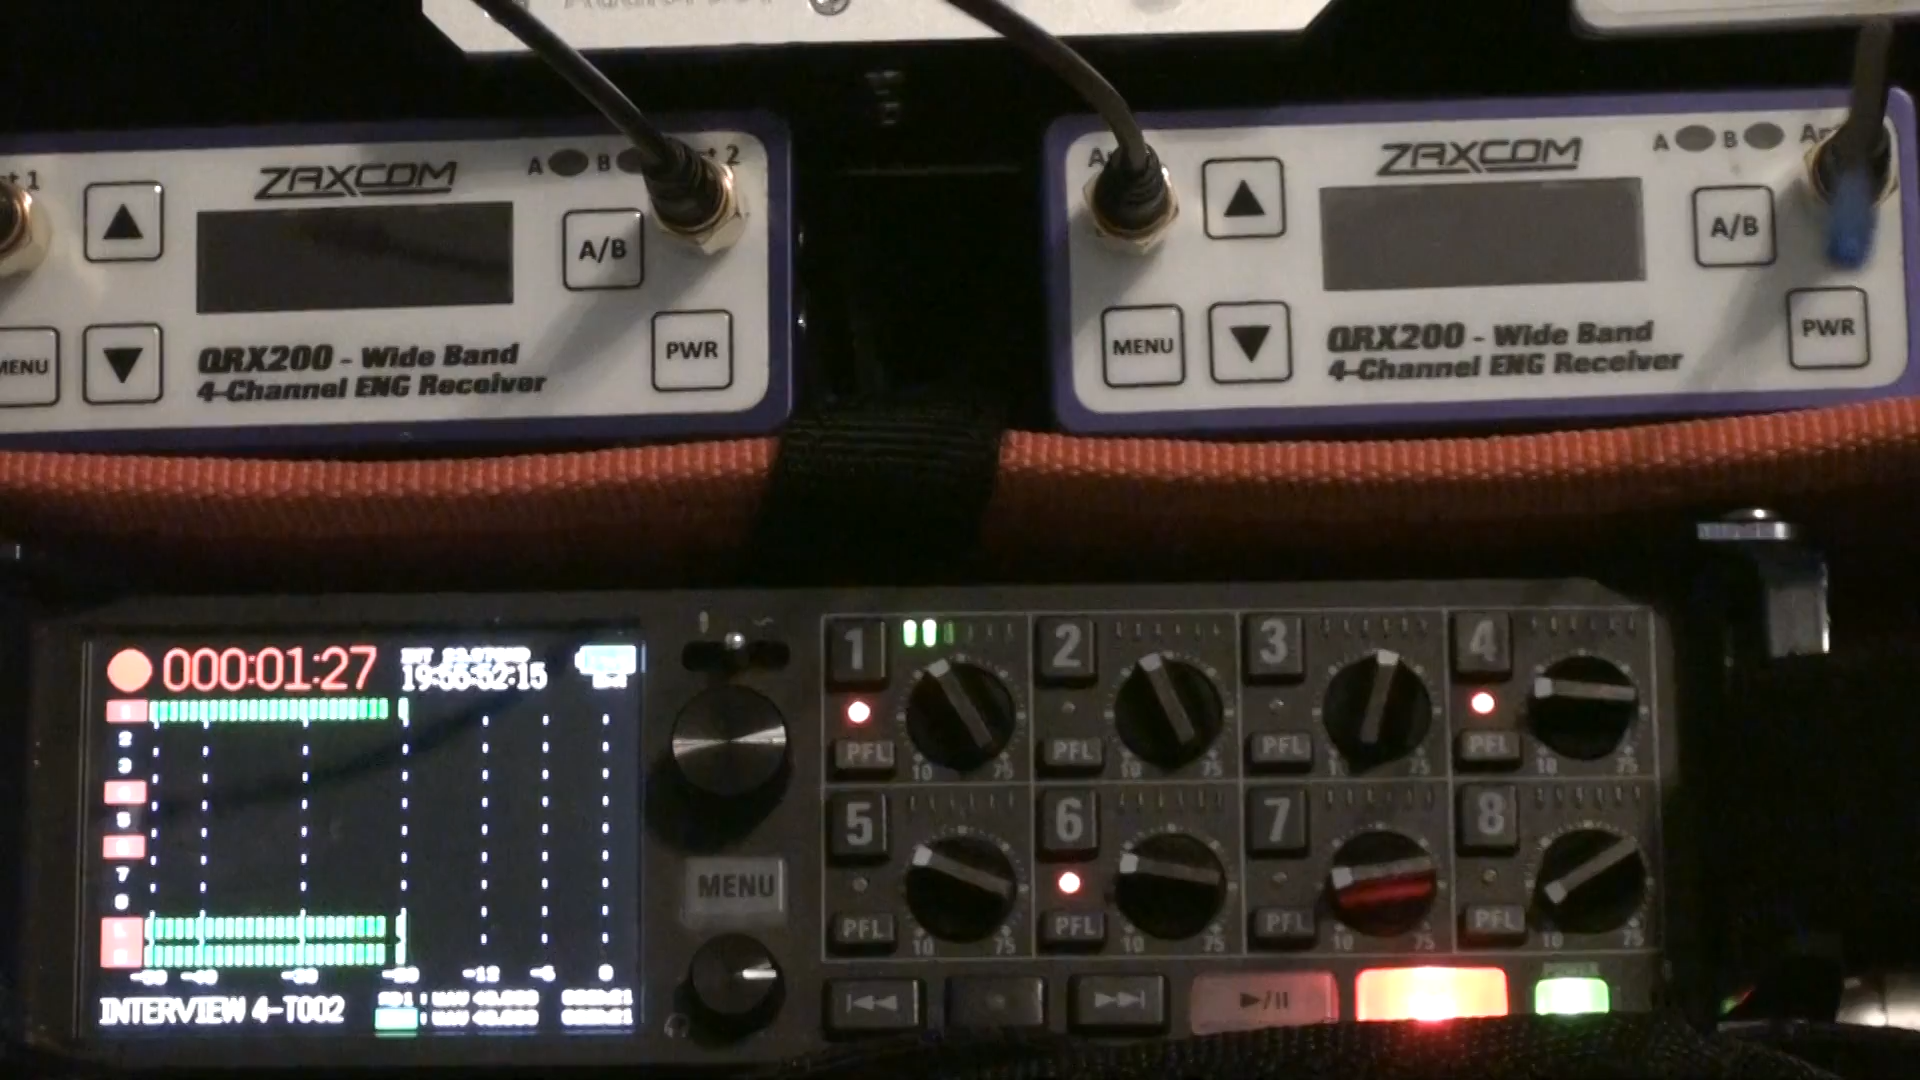 ZAXCOM
A B
MENU
A/B
PWR
QRX200 - Wide Band
4-Channel ENG Receiver
ZAXCOM
A B
MENU
A/B
PWR
QRX200 - Wide Band
4-Channel ENG Receiver
000:01:27
2
3
5
7
-12
0
INTERVIEW 4-T002
MENU
1 2 3 4
PFL PFL PFL PFL
10 75 10 75 10 75 10 75
5 6 7 8
PFL PFL PFL PFL
10 75 10 75 10 75 10 75